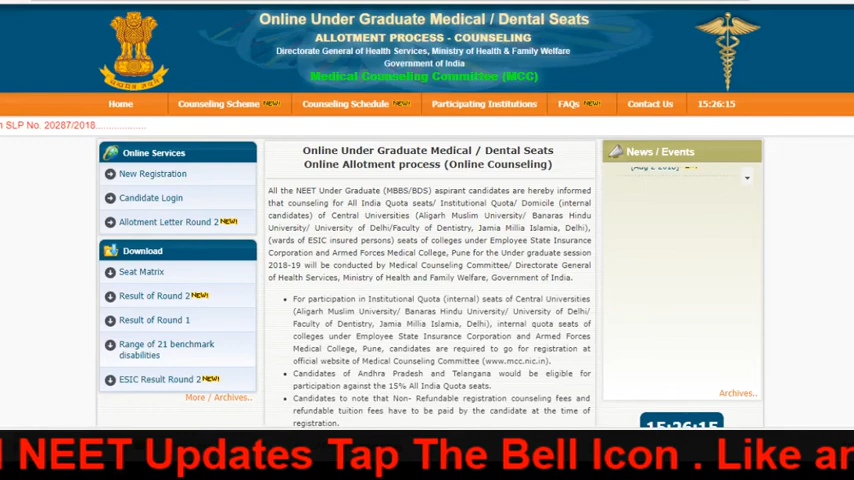 Online Under Graduate Medical / Dental Seats
ALLOTMENT PROCESS - COUNSELING
Directorate General of Health Services, Ministry of Health & Family Welfare
Government of India
Medical Counseling Committee (MCC)
Home Counseling Scheme NEW! Counseling Schedule NEW! Participating Institutions FAQs NEW! Contact Us 15:26:15
SLP No. 20287/2018......................
Online Services
New Registration
Candidate Login
Allotment Letter Round 2 NEW!
Download
Seat Matrix
Result of Round 2 NEW!
Result of Round 1
Range of 21 benchmark
disabilities
ESIC Result Round 2 NEW!
More / Archives..
Online Under Graduate Medical / Dental Seats
Online Allotment process (Online Counseling)
All the NEET Under Graduate (MBBS/BDS) aspirant candidates are hereby informed
that counseling for All India Quota seats/ Institutional Quota/ Domicile (internal
candidates) of Central Universities (Aligarh Muslim University/ Banaras Hindu
University/ University of Delhi/Faculty of Dentistry, Jamia Millia Islamia, Delhi),
(wards of ESIC insured persons) seats of colleges under Employee State Insurance
Corporation and Armed Forces Medical College, Pune for the Under graduate session
2018-19 will be conducted by Medical Counseling Committee/ Directorate General
of Health Services, Ministry of Health and Family Welfare, Government of India.
• For participation in Institutional Quota (internal) seats of Central Universities
(Aligarh Muslim University/ Banaras Hindu University/ University of Delhi/
Faculty of Dentistry, Jamia Millia Islamia, Delhi), internal quota seats of
colleges under Employee State Insurance Corporation and Armed Forces
Medical College, Pune, candidates are required to go for registration at
official website of Medical Counseling Committee (www.mcc.nic.in).
• Candidates of Andhra Pradesh and Telangana would be eligible for
participation against the 15% All India Quota seats.
• Candidates to note that Non- Refundable registration counseling fees and
refundable tuition fees have to be paid by the candidate at the time of
registration.
News / Events
(Aug 2 2018)
Archives..
15:26:15
NEET Updates Tap The Bell Icon . Like